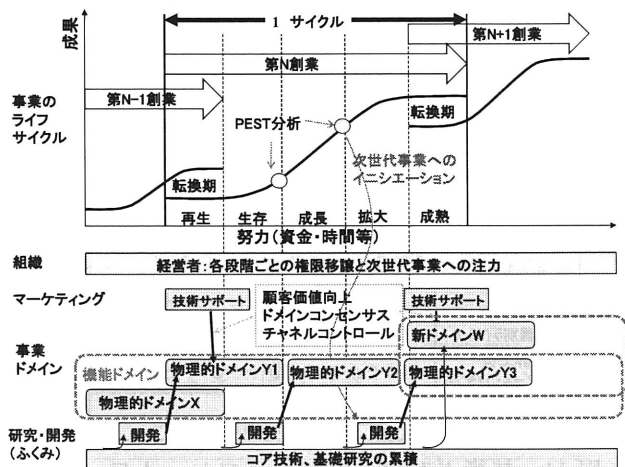 1 サイクル
成果
第N+1創業
第N創業
第N−1創業
事業の
ライフ
サイクル
PEST分析
転換期
次世代事業への
イニシエーション
転換期
再生 生存 成長 拡大 成熟
努力(資金・時間等)
組織
経営者:各段階ごとの権限移譲と次世代事業への注力
マーケティング
技術サポート
顧客価値向上
ドメインコンセンサス
チャネルコントロール
技術サポート
新ドメインW
事業
ドメイン
機能ドメイン
物理的ドメインY1
物理的ドメインY2
物理的ドメインY3
物理的ドメインX
研究・開発
(ふくみ)
開発
開発
開発
コア技術、基礎研究の累積